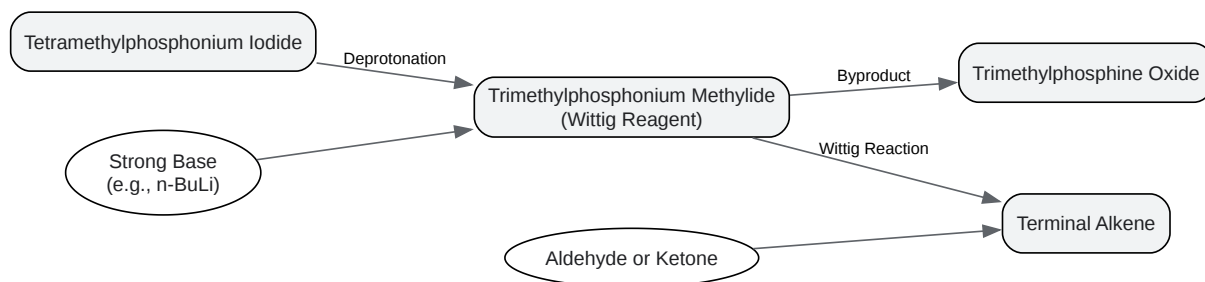 Tetramethylphosphonium Iodide
Deprotonation
Strong Base
(e.g., n-BuLi)
Trimethylphosphonium Methylide
(Wittig Reagent)
Byproduct
Trimethylphosphine Oxide
Wittig Reaction
Terminal Alkene
Aldehyde or Ketone